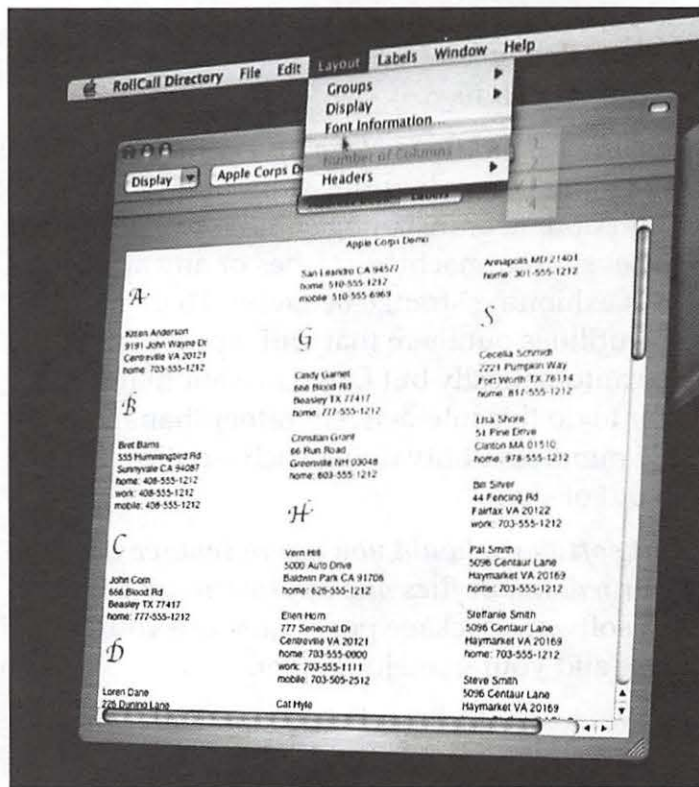 RollCall Directory File Edit Layout Labels Window Help
Groups
Display
Font Information...
Number of Columns
Headers
1
2
3
4
Display
Apple Corps D
Labels
Apple Corps Demo
A
Kitten Anderson
9191 John Wayne Dr
Centreville VA 20121
home: 703-555-1212
B
Bret Barns
555 Hummingbird Rd
Sunnyvale CA 94087
home: 408-555-1212
work: 408-555-1212
mobile: 408-555-1212
C
John Corn
666 Blood Rd
Beasley TX 77417
home: 777-555-1212
D
Loren Dane
Lane
San Leandro CA 94577
home: 510-555-1212
mobile: 510-555-6969
G
Candy Garnet
666 Blood Rd
Beasley TX 77417
home: 777-555-1212
Christian Grant
66 Run Road
Greenville NH 03048
home: 603-555-1212
H
Vern Hill
5000 Auto Drive
Baldwin Park CA 91706
home: 626-555-1212
Ellen Horn
777 Senechal Dr
Centreville VA 20121
home: 703-555-0000
work: 703-555-1111
mobile: 703-505-2512
Cat Hyle
Annapolis MD 21401
home: 301-555-1212
S
Cecelia Schmidt
2221 Pumpkin Way
Fort Worth TX 76114
home: 817-555-1212
Lisa Shore
51 Pine Drive
Clinton MA 01510
home: 978-555-1212
Bill Silver
44 Fencing Rd
Fairfax VA 20122
work: 703-555-1212
Pat Smith
5096 Centaur Lane
Haymarket VA 20169
home: 703-555-1212
Steffanie Smith
5096 Centaur Lane
Haymarket VA 20169
home: 703-555-1212
Steve Smith
5096 Centaur Lane
Haymarket VA 20169